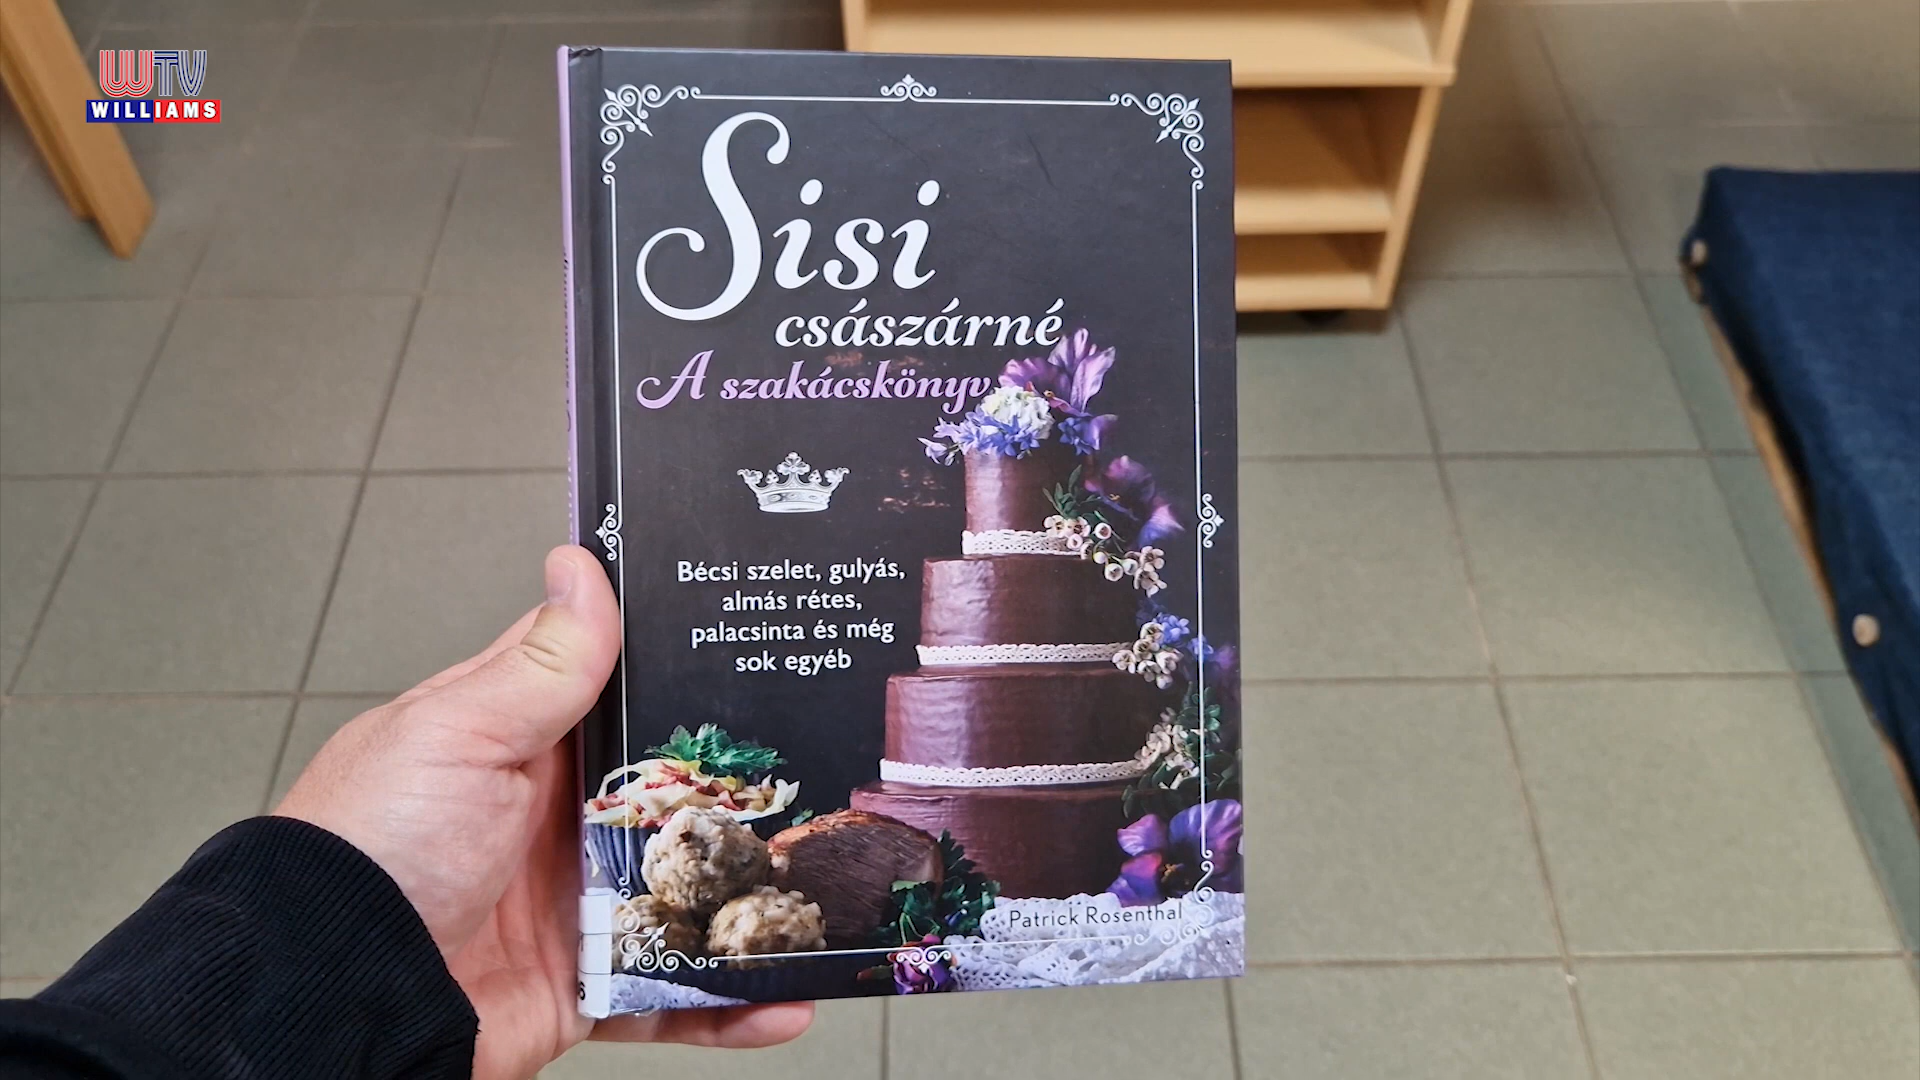 WTV
WILLIAMS
Sisi
császárné
A szakácskönyv
Bécsi szelet, gulyás,
almás rétes,
palacsinta és még
sok egyéb
Patrick Rosenthal